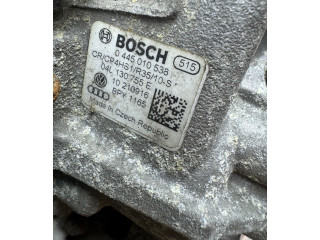 BOSCH 515
0 445 010 538
CR/CP4HS1/R35/10-S
04L 130 755 E
10 210916
BPY 1165
Made in Czech Republic